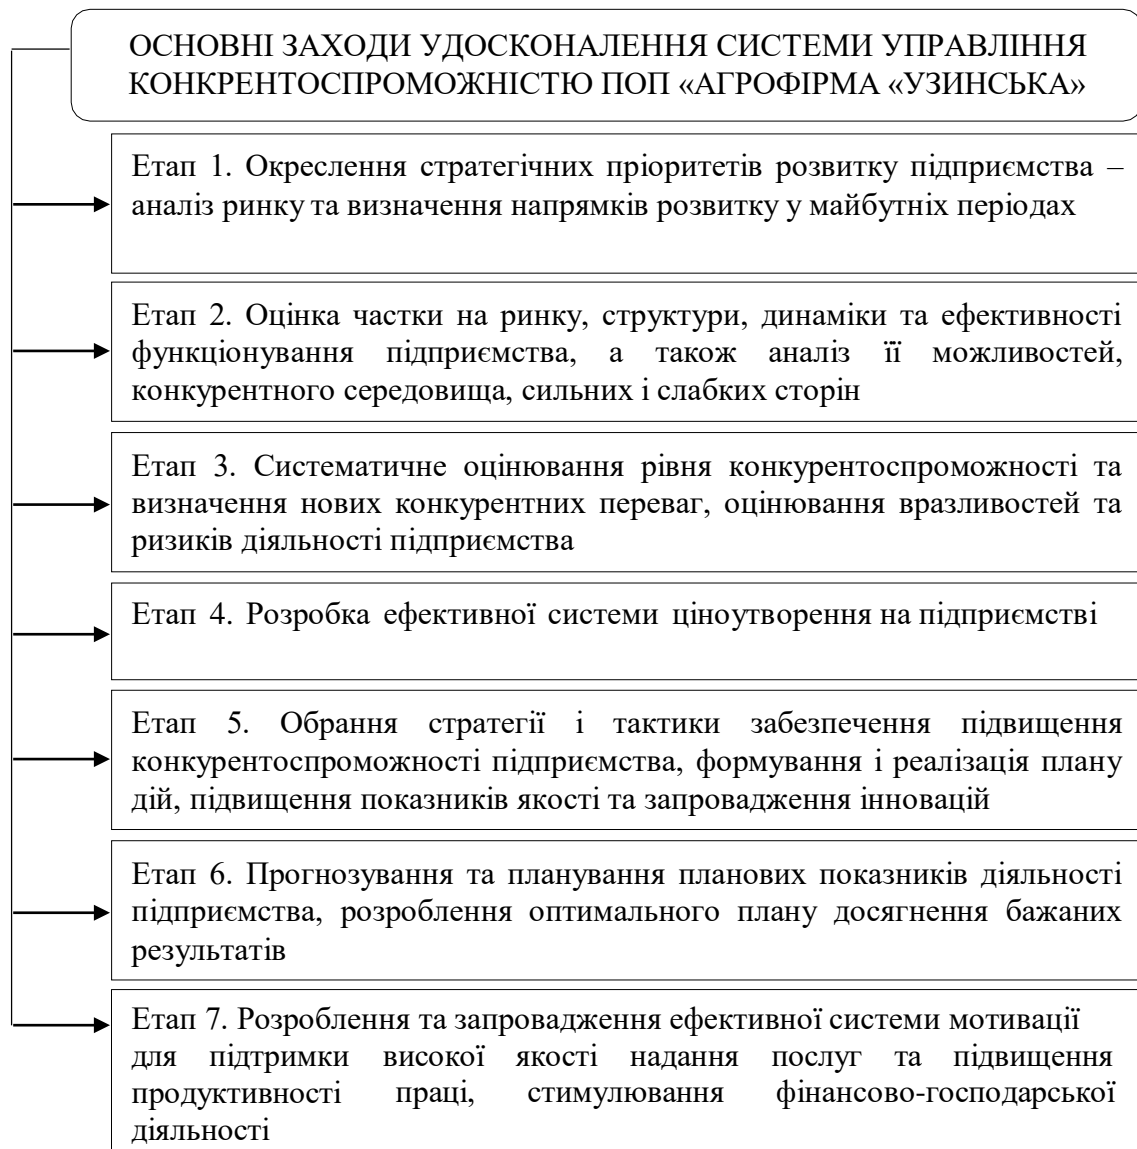 ОСНОВНІ ЗАХОДИ УДОСКОНАЛЕННЯ СИСТЕМИ УПРАВЛІННЯ
КОНКРЕНТОСПРОМОЖНІСТЮ ПОП «АГРОФІРМА «УЗИНСЬКА»
Етап 1. Окреслення стратегічних пріоритетів розвитку підприємства –
аналіз ринку та визначення напрямків розвитку у майбутніх періодах
Етап 2. Оцінка частки на ринку, структури, динаміки та ефективності
функціонування підприємства, а також аналіз її можливостей,
конкурентного середовища, сильних і слабких сторін
Етап 3. Систематичне оцінювання рівня конкурентоспроможності та
визначення нових конкурентних переваг, оцінювання вразливостей та
ризиків діяльності підприємства
Етап 4. Розробка ефективної системи ціноутворення на підприємстві
Етап 5. Обрання стратегії і тактики забезпечення підвищення
конкурентоспроможності підприємства, формування і реалізація плану
дій, підвищення показників якості та запровадження інновацій
Етап 6. Прогнозування та планування планових показників діяльності
підприємства, розроблення оптимального плану досягнення бажаних
результатів
Етап 7. Розроблення та запровадження ефективної системи мотивації
для підтримки високої якості надання послуг та підвищення
продуктивності праці, стимулювання фінансово-господарської
діяльності